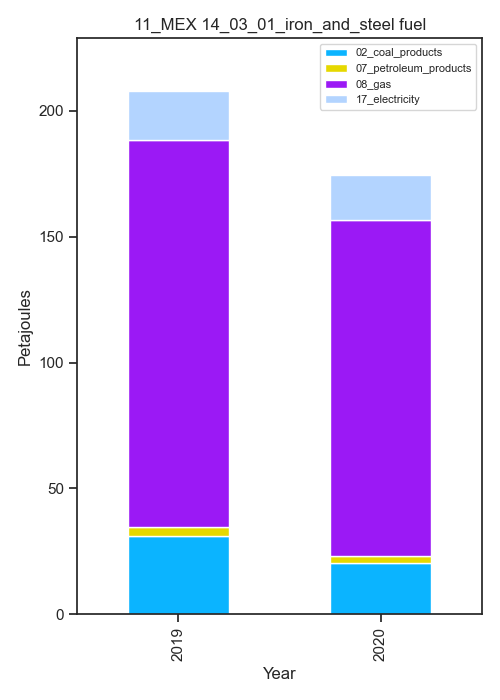 11_MEX 14_03_01_iron_and_steel fuel
02_coal_products
07_petroleum_products
08_gas
17_electricity
Petajoules
200
150
100
50
0
2019
2020
Year